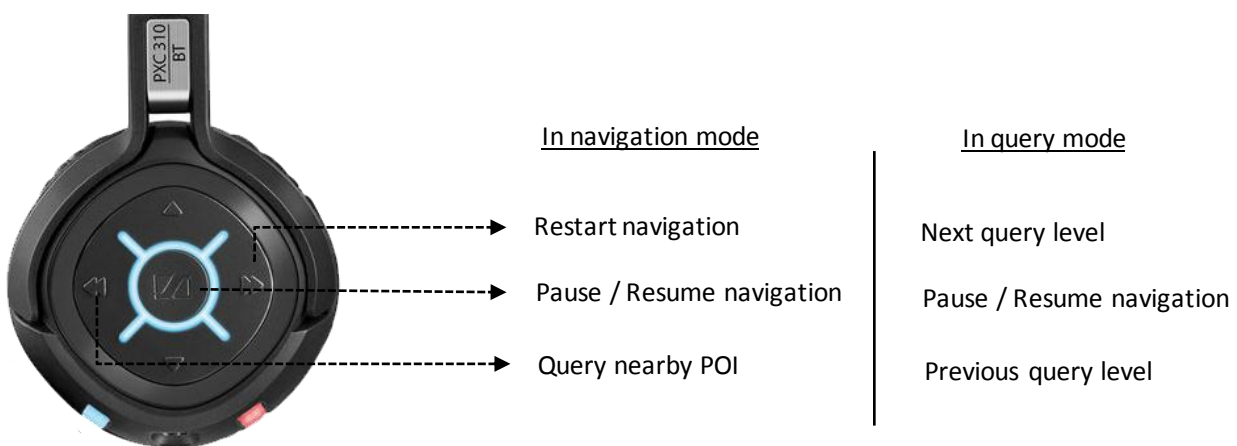 PXC 310
BT
In navigation mode
In query mode
Restart navigation
Next query level
Pause / Resume navigation
Pause / Resume navigation
Query nearby POI
Previous query level